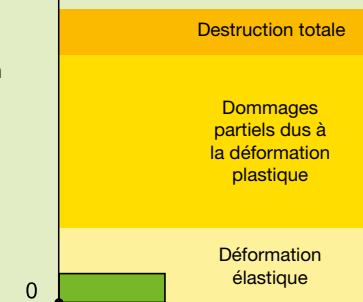 Destruction totale
Dommages
partiels dus à
la déformation
plastique
Déformation
élastique
0